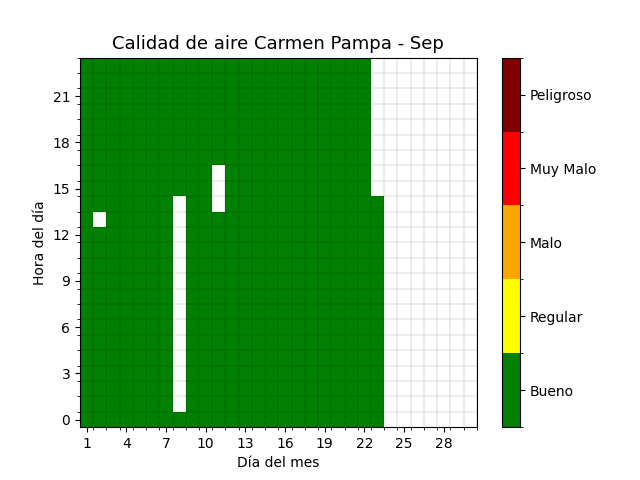 Calidad de aire Carmen Pampa - Sep
Hora del día
21
18
15
12
9
6
3
0
1 4 7 10 13 16 19 22 25 28
Día del mes
Peligroso
Muy Malo
Malo
Regular
Bueno